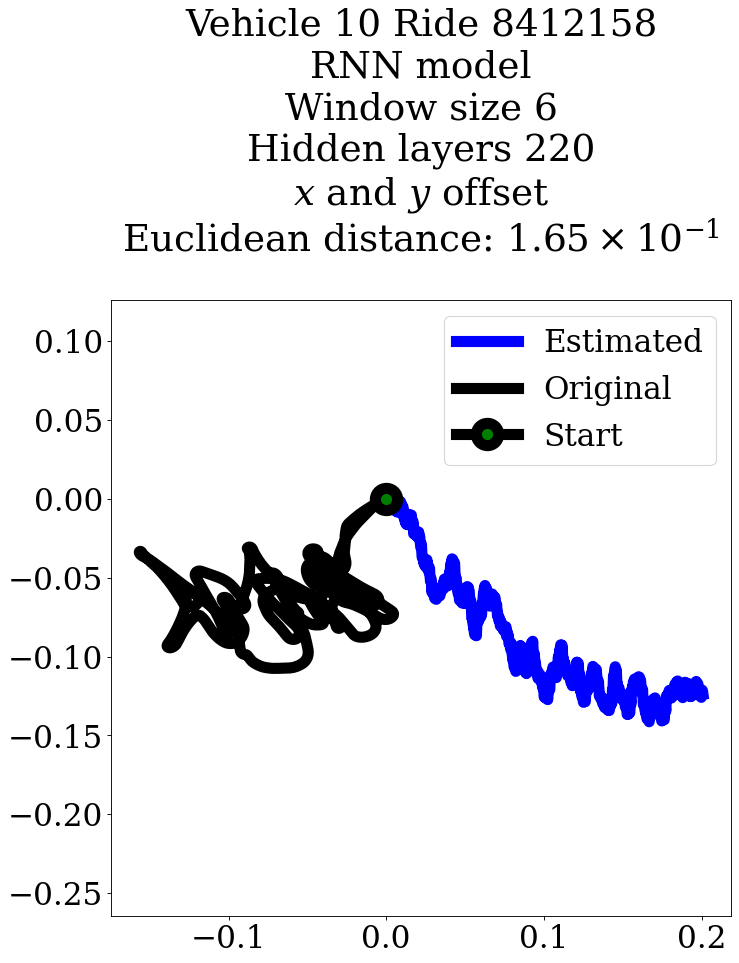 Vehicle 10 Ride 8412158
RNN model
Window size 6
Hidden layers 220
x and y offset
Euclidean distance: 1.65 × 10⁻¹
Estimated
Original
Start
0.10
0.05
0.00
−0.05
−0.10
−0.15
−0.20
−0.25
−0.1
0.0
0.1
0.2